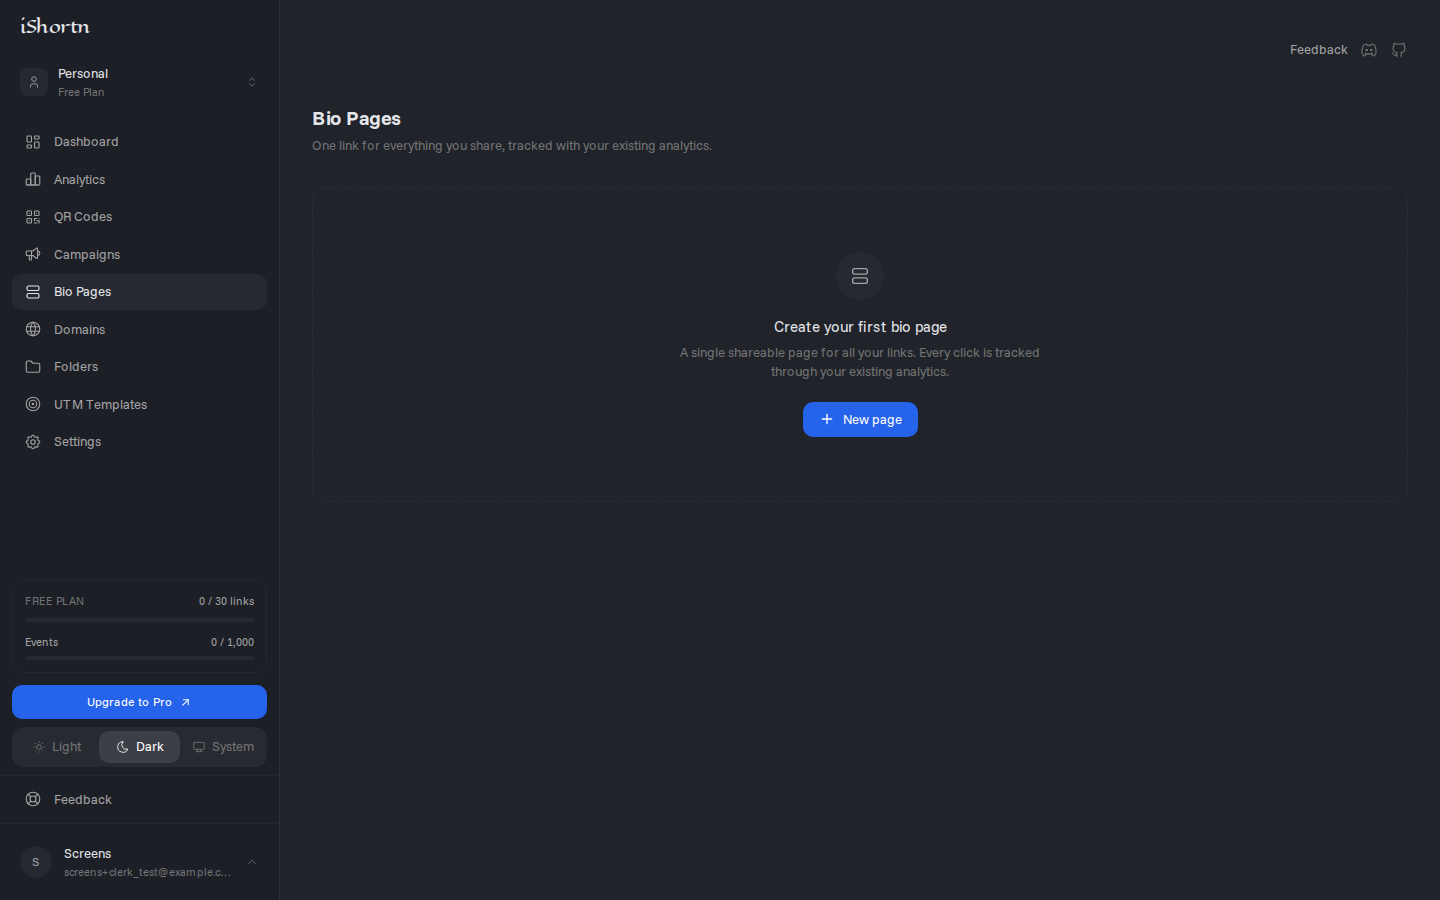 iShortn
Personal
Free Plan
Dashboard
Analytics
QR Codes
Campaigns
Bio Pages
Domains
Folders
UTM Templates
Settings
FREE PLAN 0 / 30 links
Events 0 / 1,000
Upgrade to Pro
Light Dark System
Feedback
S
Screens
screens+clerk_test@example.c...
Feedback
Bio Pages
One link for everything you share, tracked with your existing analytics.
Create your first bio page
A single shareable page for all your links. Every click is tracked
through your existing analytics.
New page